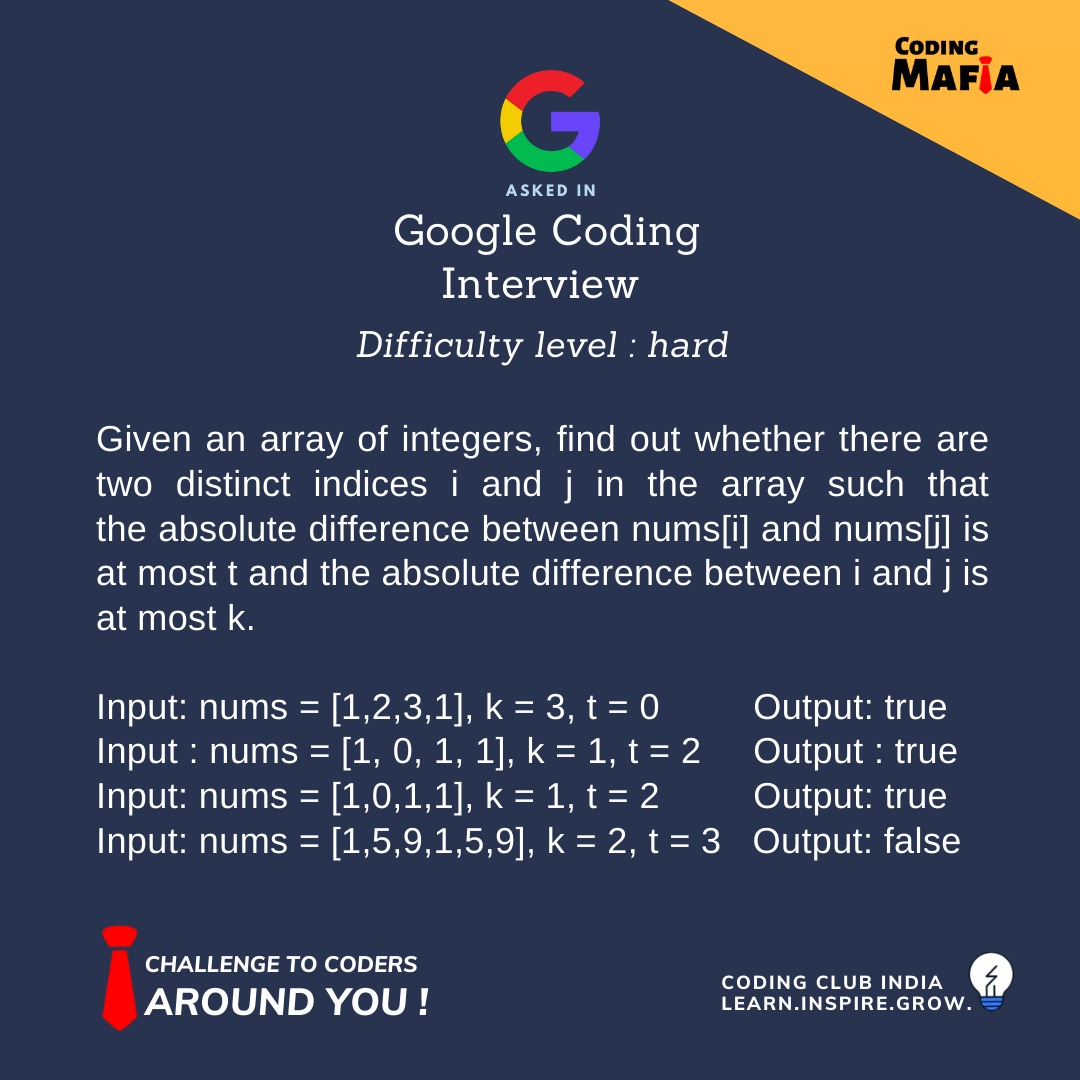 CODING
MAFIA
ASKED IN
Google Coding
Interview
Difficulty level : hard
Given an array of integers, find out whether there are
two distinct indices i and j in the array such that
the absolute difference between nums[i] and nums[j] is
at most t and the absolute difference between i and j is
at most k.
Input: nums = [1,2,3,1], k = 3, t = 0 Output: true
Input : nums = [1, 0, 1, 1], k = 1, t = 2 Output : true
Input: nums = [1,0,1,1], k = 1, t = 2 Output: true
Input: nums = [1,5,9,1,5,9], k = 2, t = 3 Output: false
CHALLENGE TO CODERS
AROUND YOU !
CODING CLUB INDIA
LEARN.INSPIRE.GROW.